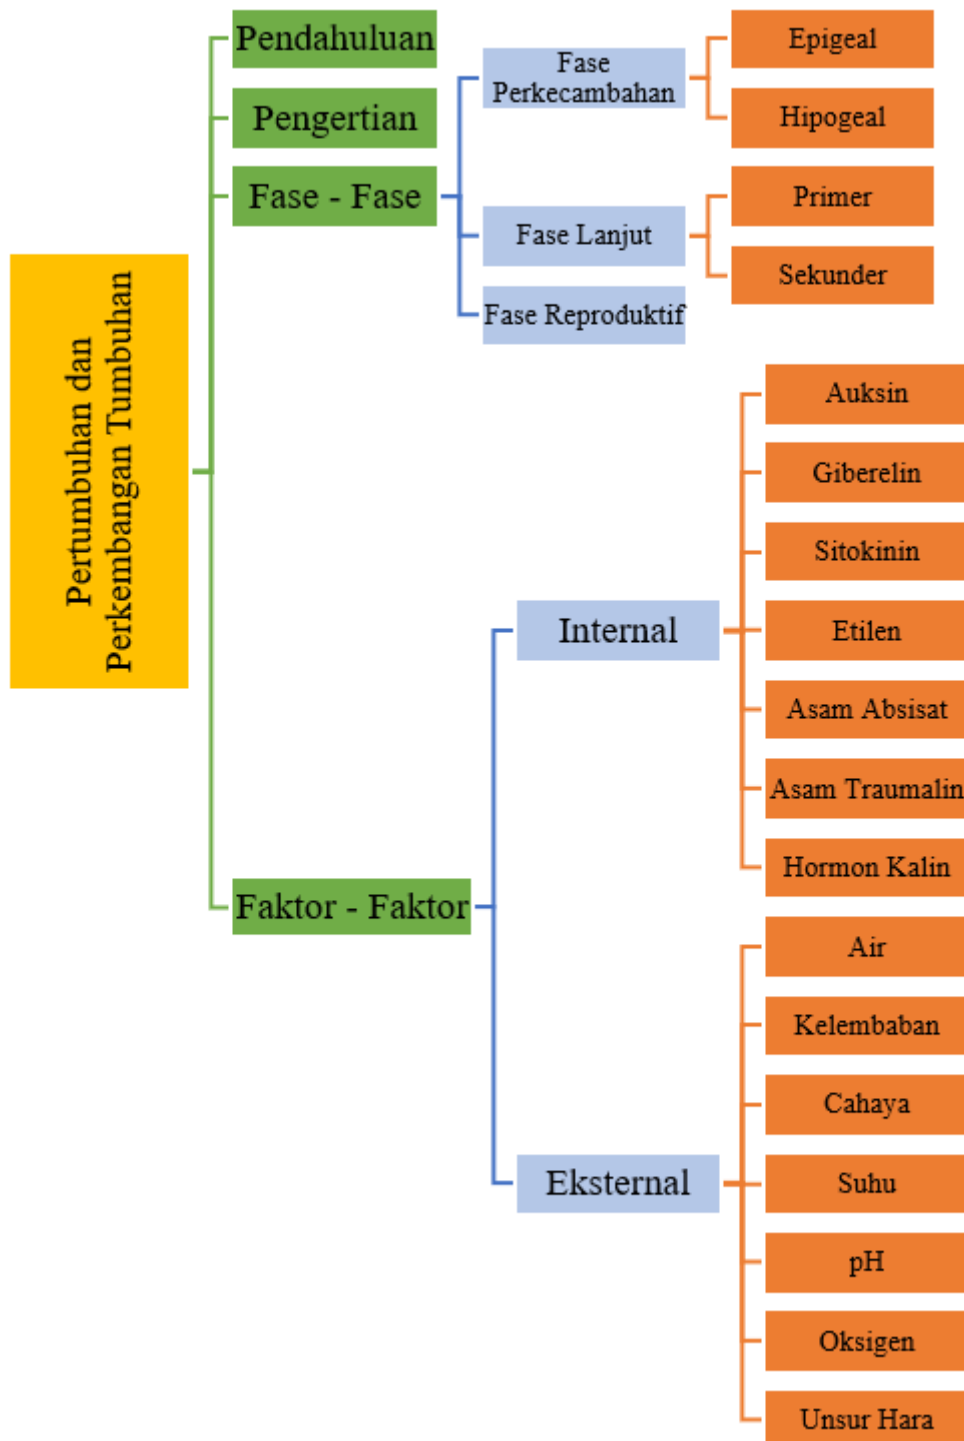 Pertumbuhan dan
Perkembangan Tumbuhan
Pendahuluan
Pengertian
Fase - Fase
Fase
Perkecambahan
Epigeal
Hipogeal
Fase Lanjut
Primer
Sekunder
Fase Reproduktif
Faktor - Faktor
Internal
Auksin
Giberelin
Sitokinin
Etilen
Asam Absisat
Asam Traumalin
Hormon Kalin
Eksternal
Air
Kelembaban
Cahaya
Suhu
pH
Oksigen
Unsur Hara